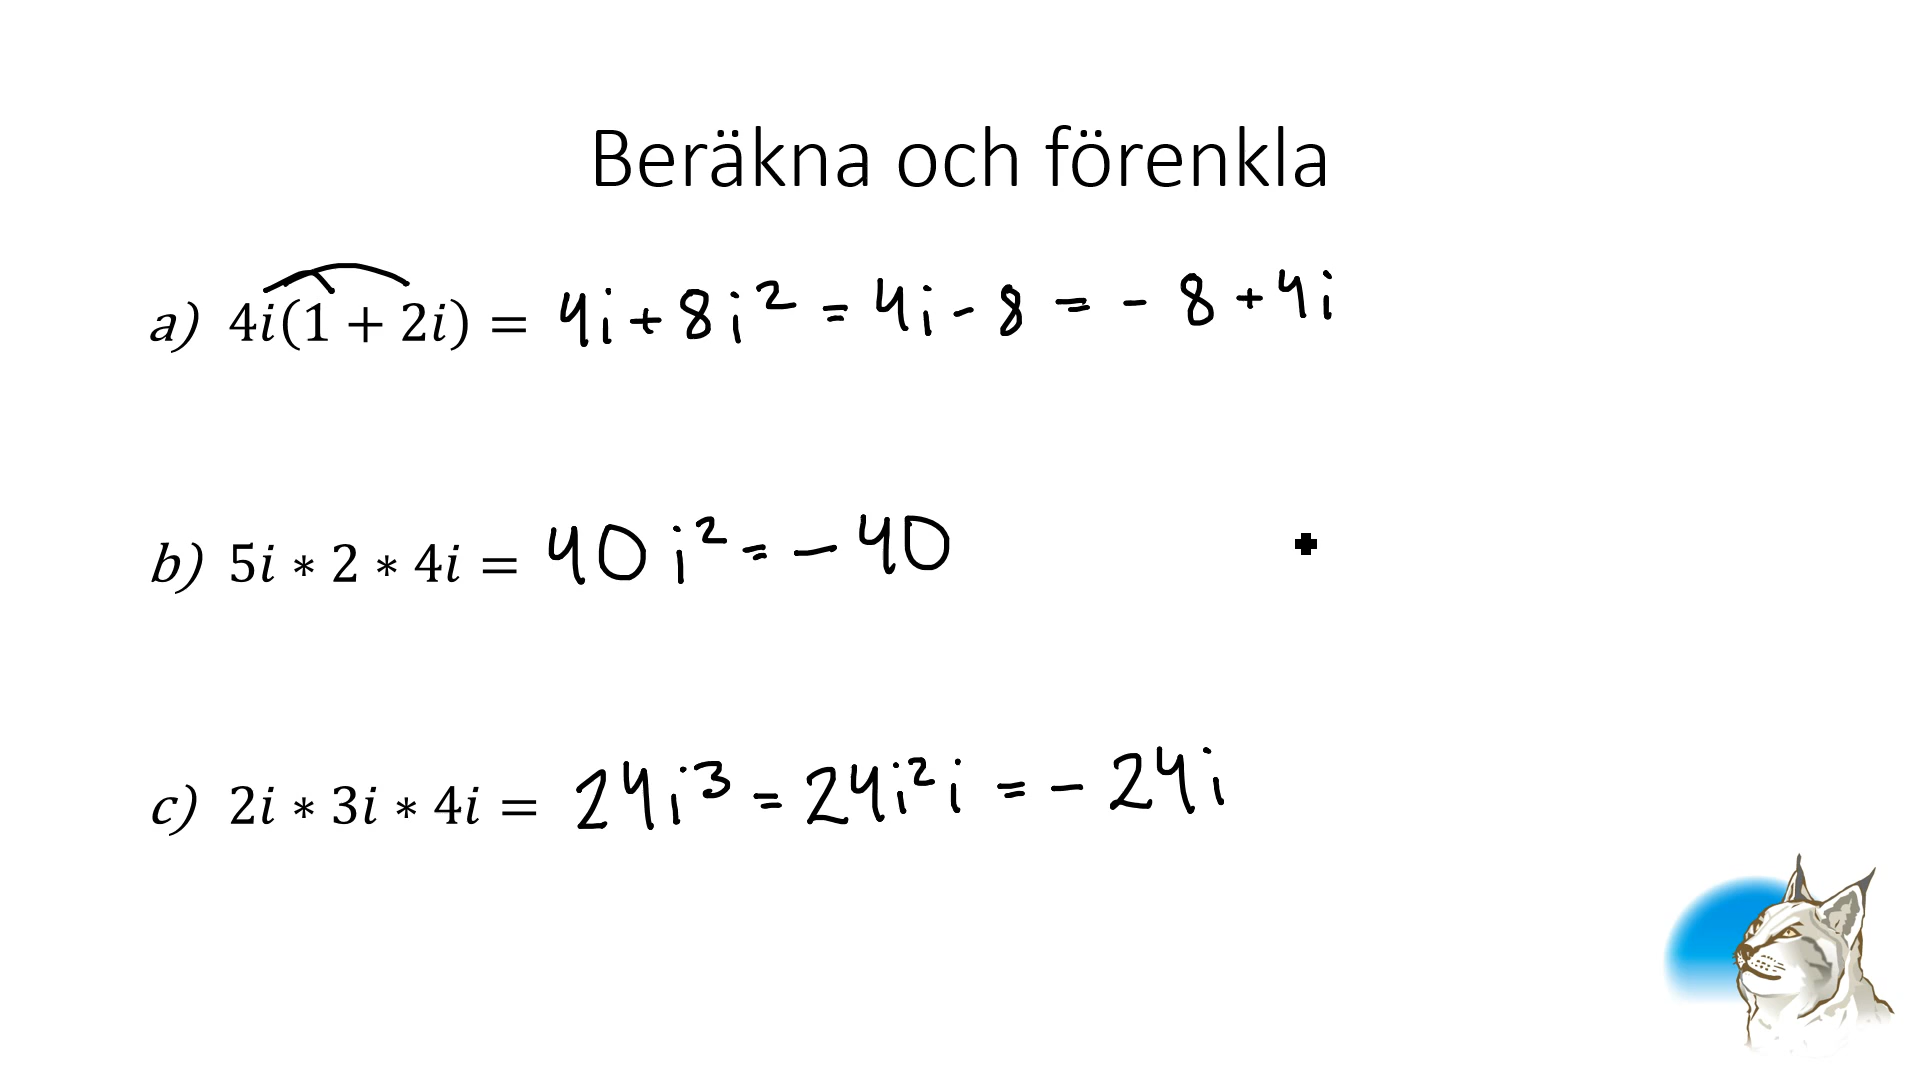 Beräkna och förenkla
a) 4i(1 + 2i) = 4i + 8i² = 4i - 8 = - 8 + 4i
b) 5i * 2 * 4i = 40 i² = - 40
c) 2i * 3i * 4i = 24i³ = 24i²i = - 24i